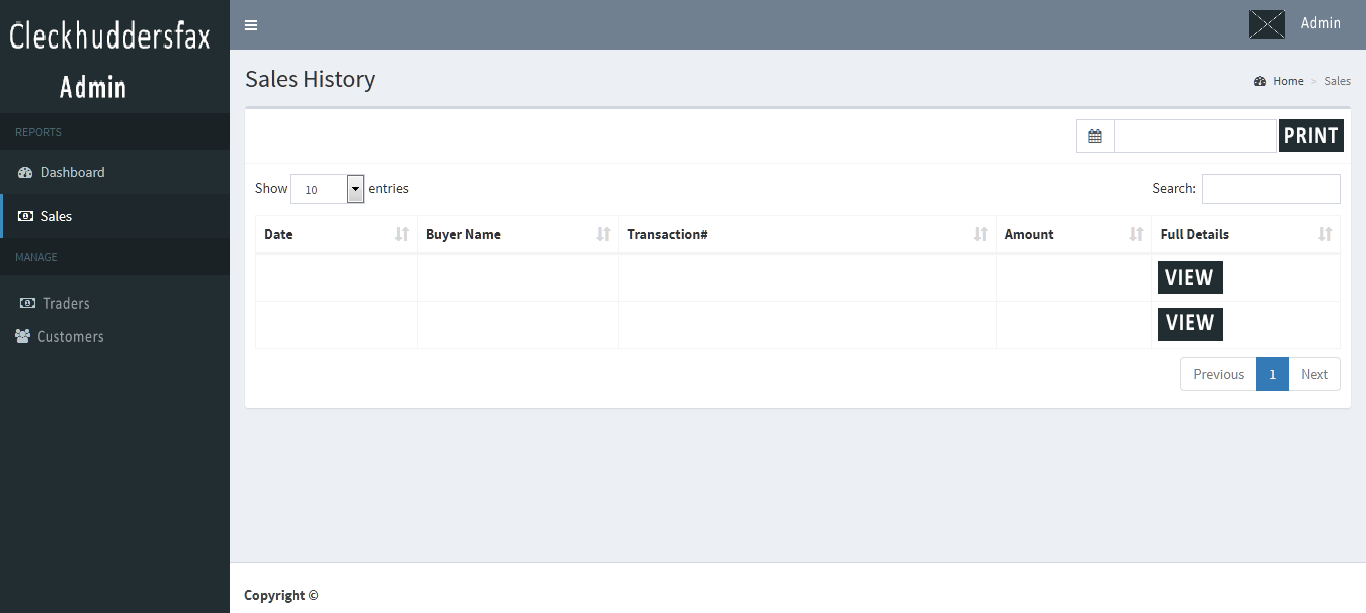 Cleckhuddersfax
Admin
REPORTS
Dashboard
Sales
MANAGE
Traders
Customers
Admin
Sales History
Home > Sales
PRINT
Show 10 entries
Search:
Date Buyer Name Transaction# Amount Full Details
VIEW
VIEW
Previous 1 Next
Copyright ©